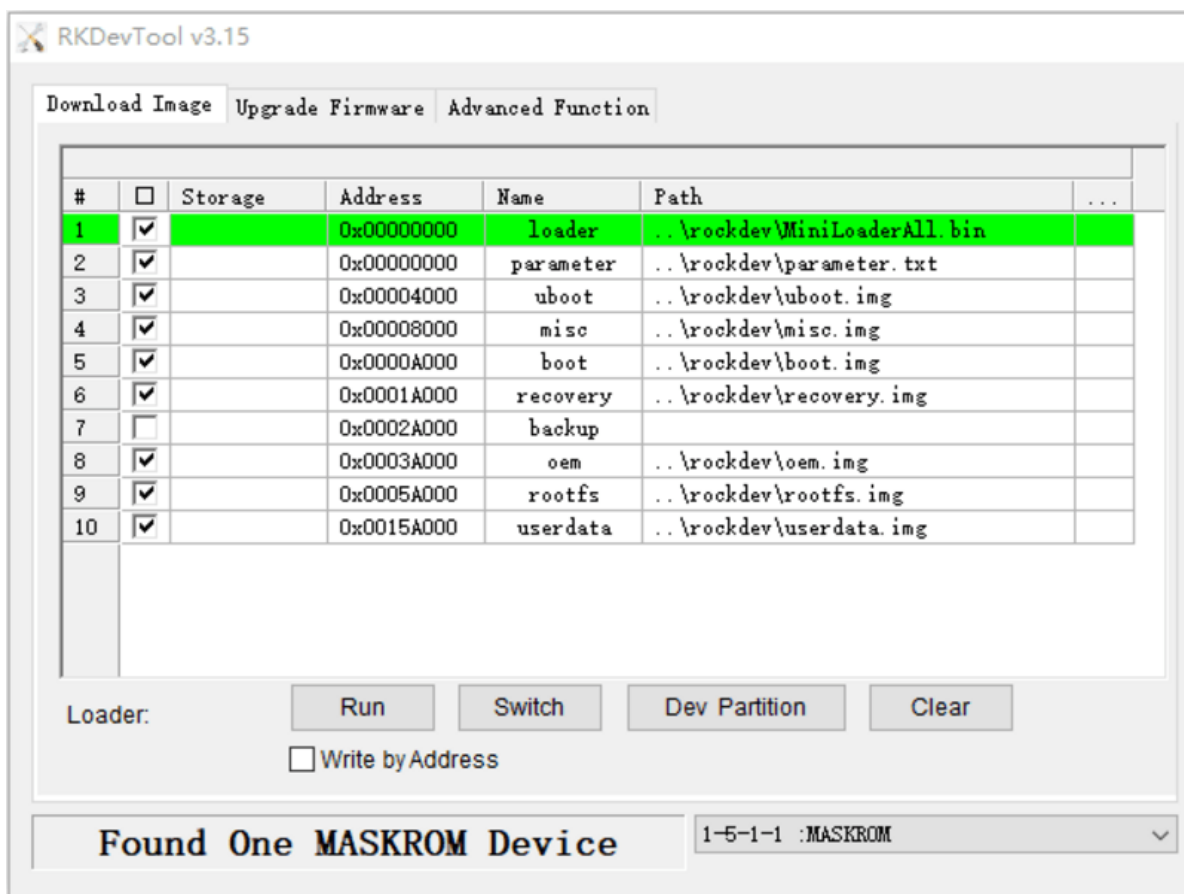 RKDevTool v3.15
Download Image Upgrade Firmware Advanced Function
# Storage Address Name Path ...
1 0x00000000 loader ..\rockdev\MiniLoaderAll.bin
2 0x00000000 parameter ..\rockdev\parameter.txt
3 0x00004000 uboot ..\rockdev\uboot.img
4 0x00008000 misc ..\rockdev\misc.img
5 0x0000A000 boot ..\rockdev\boot.img
6 0x0001A000 recovery ..\rockdev\recovery.img
7 0x0002A000 backup
8 0x0003A000 oem ..\rockdev\oem.img
9 0x0005A000 rootfs ..\rockdev\rootfs.img
10 0x0015A000 userdata ..\rockdev\userdata.img
Loader: Run Switch Dev Partition Clear
Write by Address
Found One MASKROM Device 1-5-1-1 :MASKROM